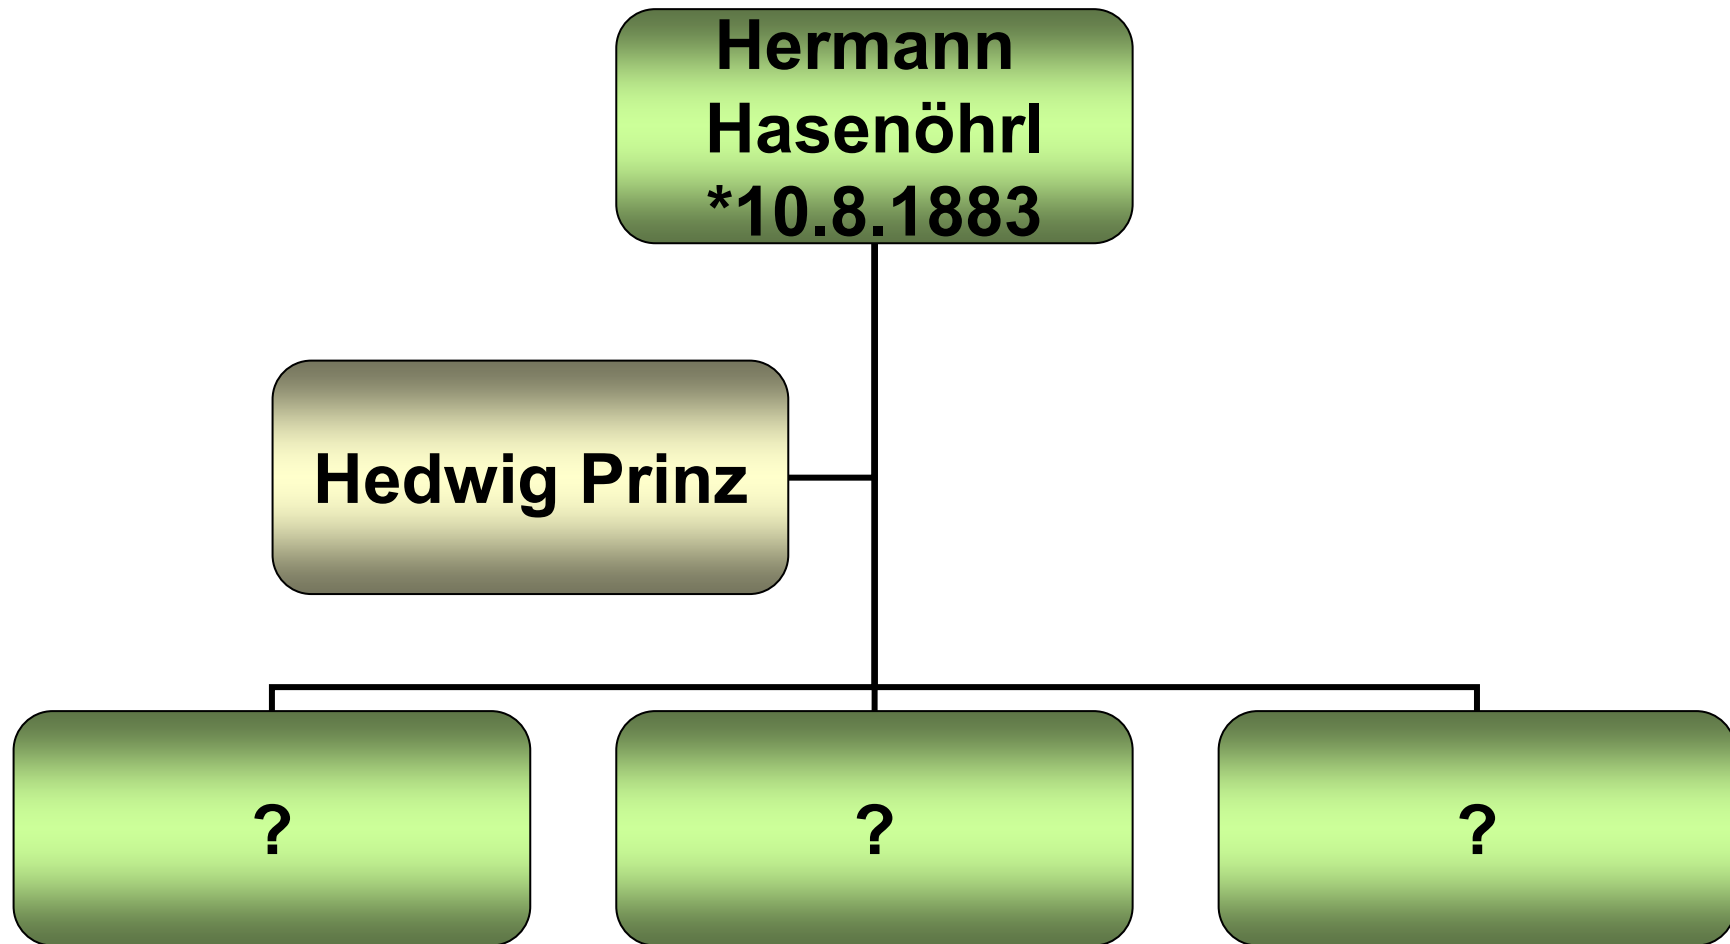 Hermann
Hasenöhrl
*10.8.1883
Hedwig Prinz
?
?
?